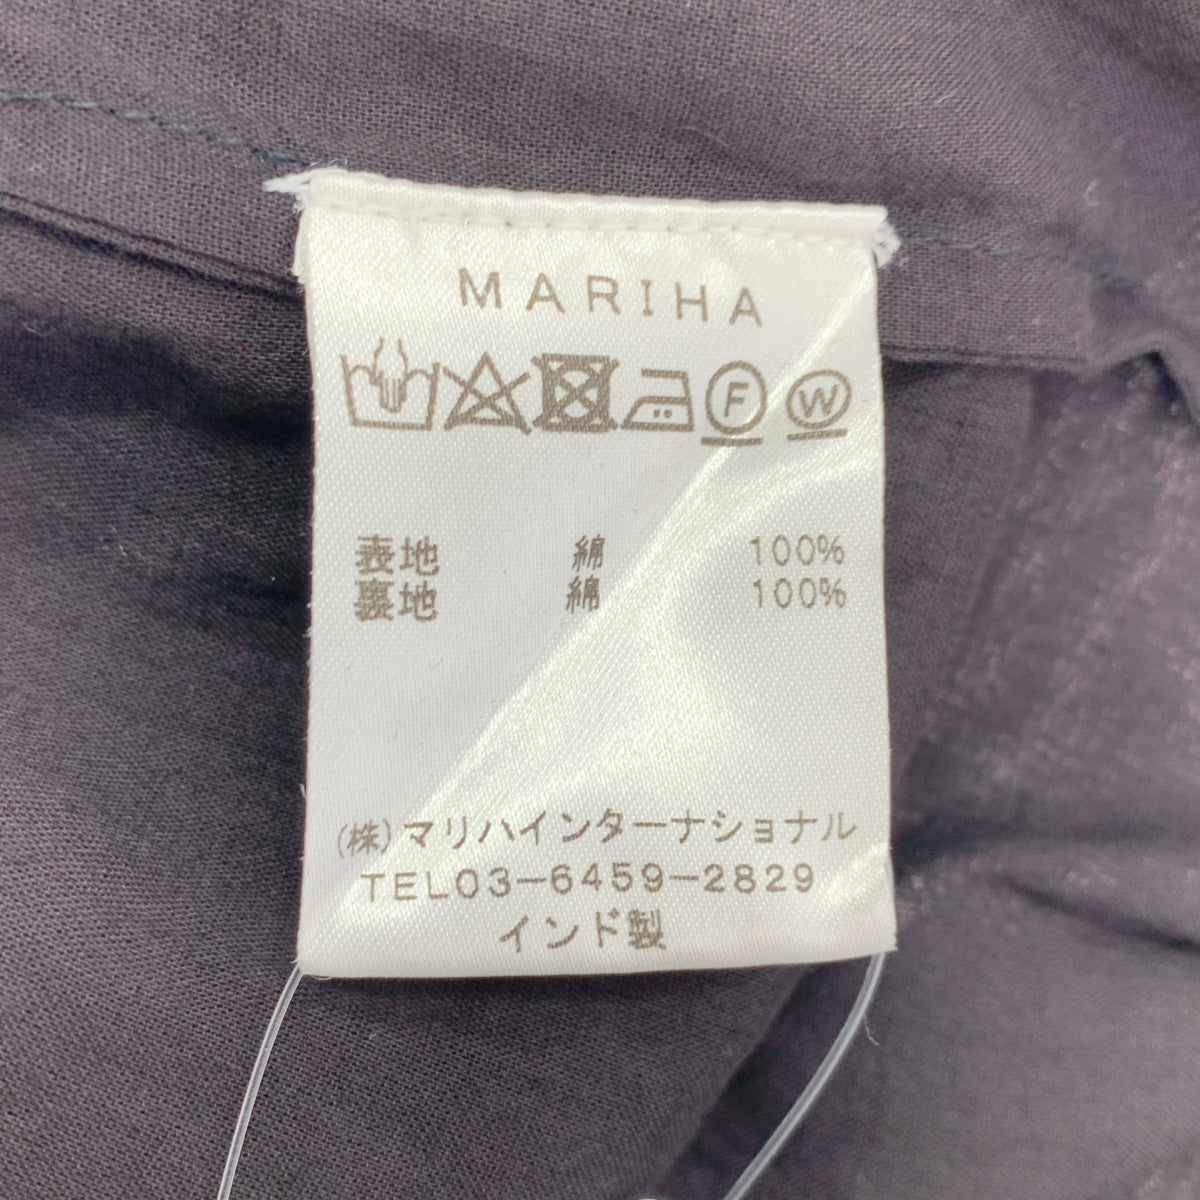 MARIHA
F W
表地 綿 100%
裏地 綿 100%
(株)マリハインターナショナル
TEL03-6459-2829
インド製